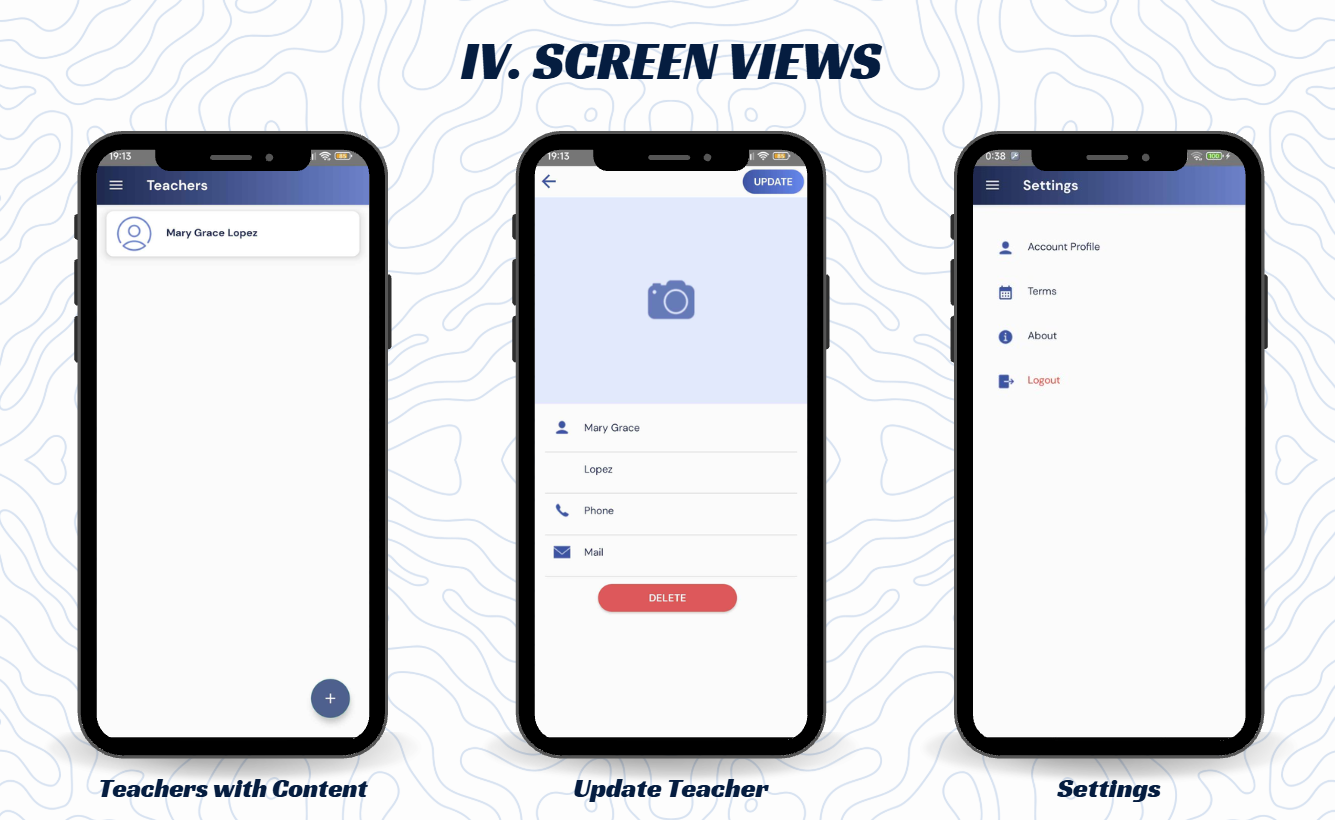 IV. SCREEN VIEWS
19:13
Teachers
Mary Grace Lopez
+
Teachers with Content
19:13
UPDATE
Mary Grace
Lopez
Phone
Mail
DELETE
Update Teacher
0:38
100
Settings
Account Profile
Terms
About
Logout
Settings